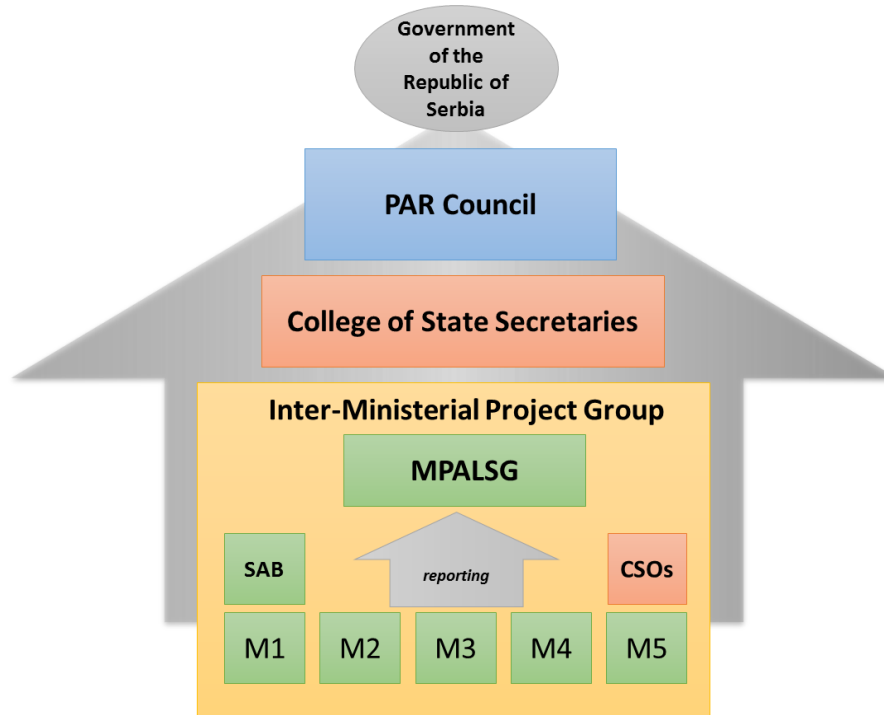 Government
of the
Republic of
Serbia
PAR Council
College of State Secretaries
Inter-Ministerial Project Group
MPALSG
SAB
reporting
CSOs
M1
M2
M3
M4
M5